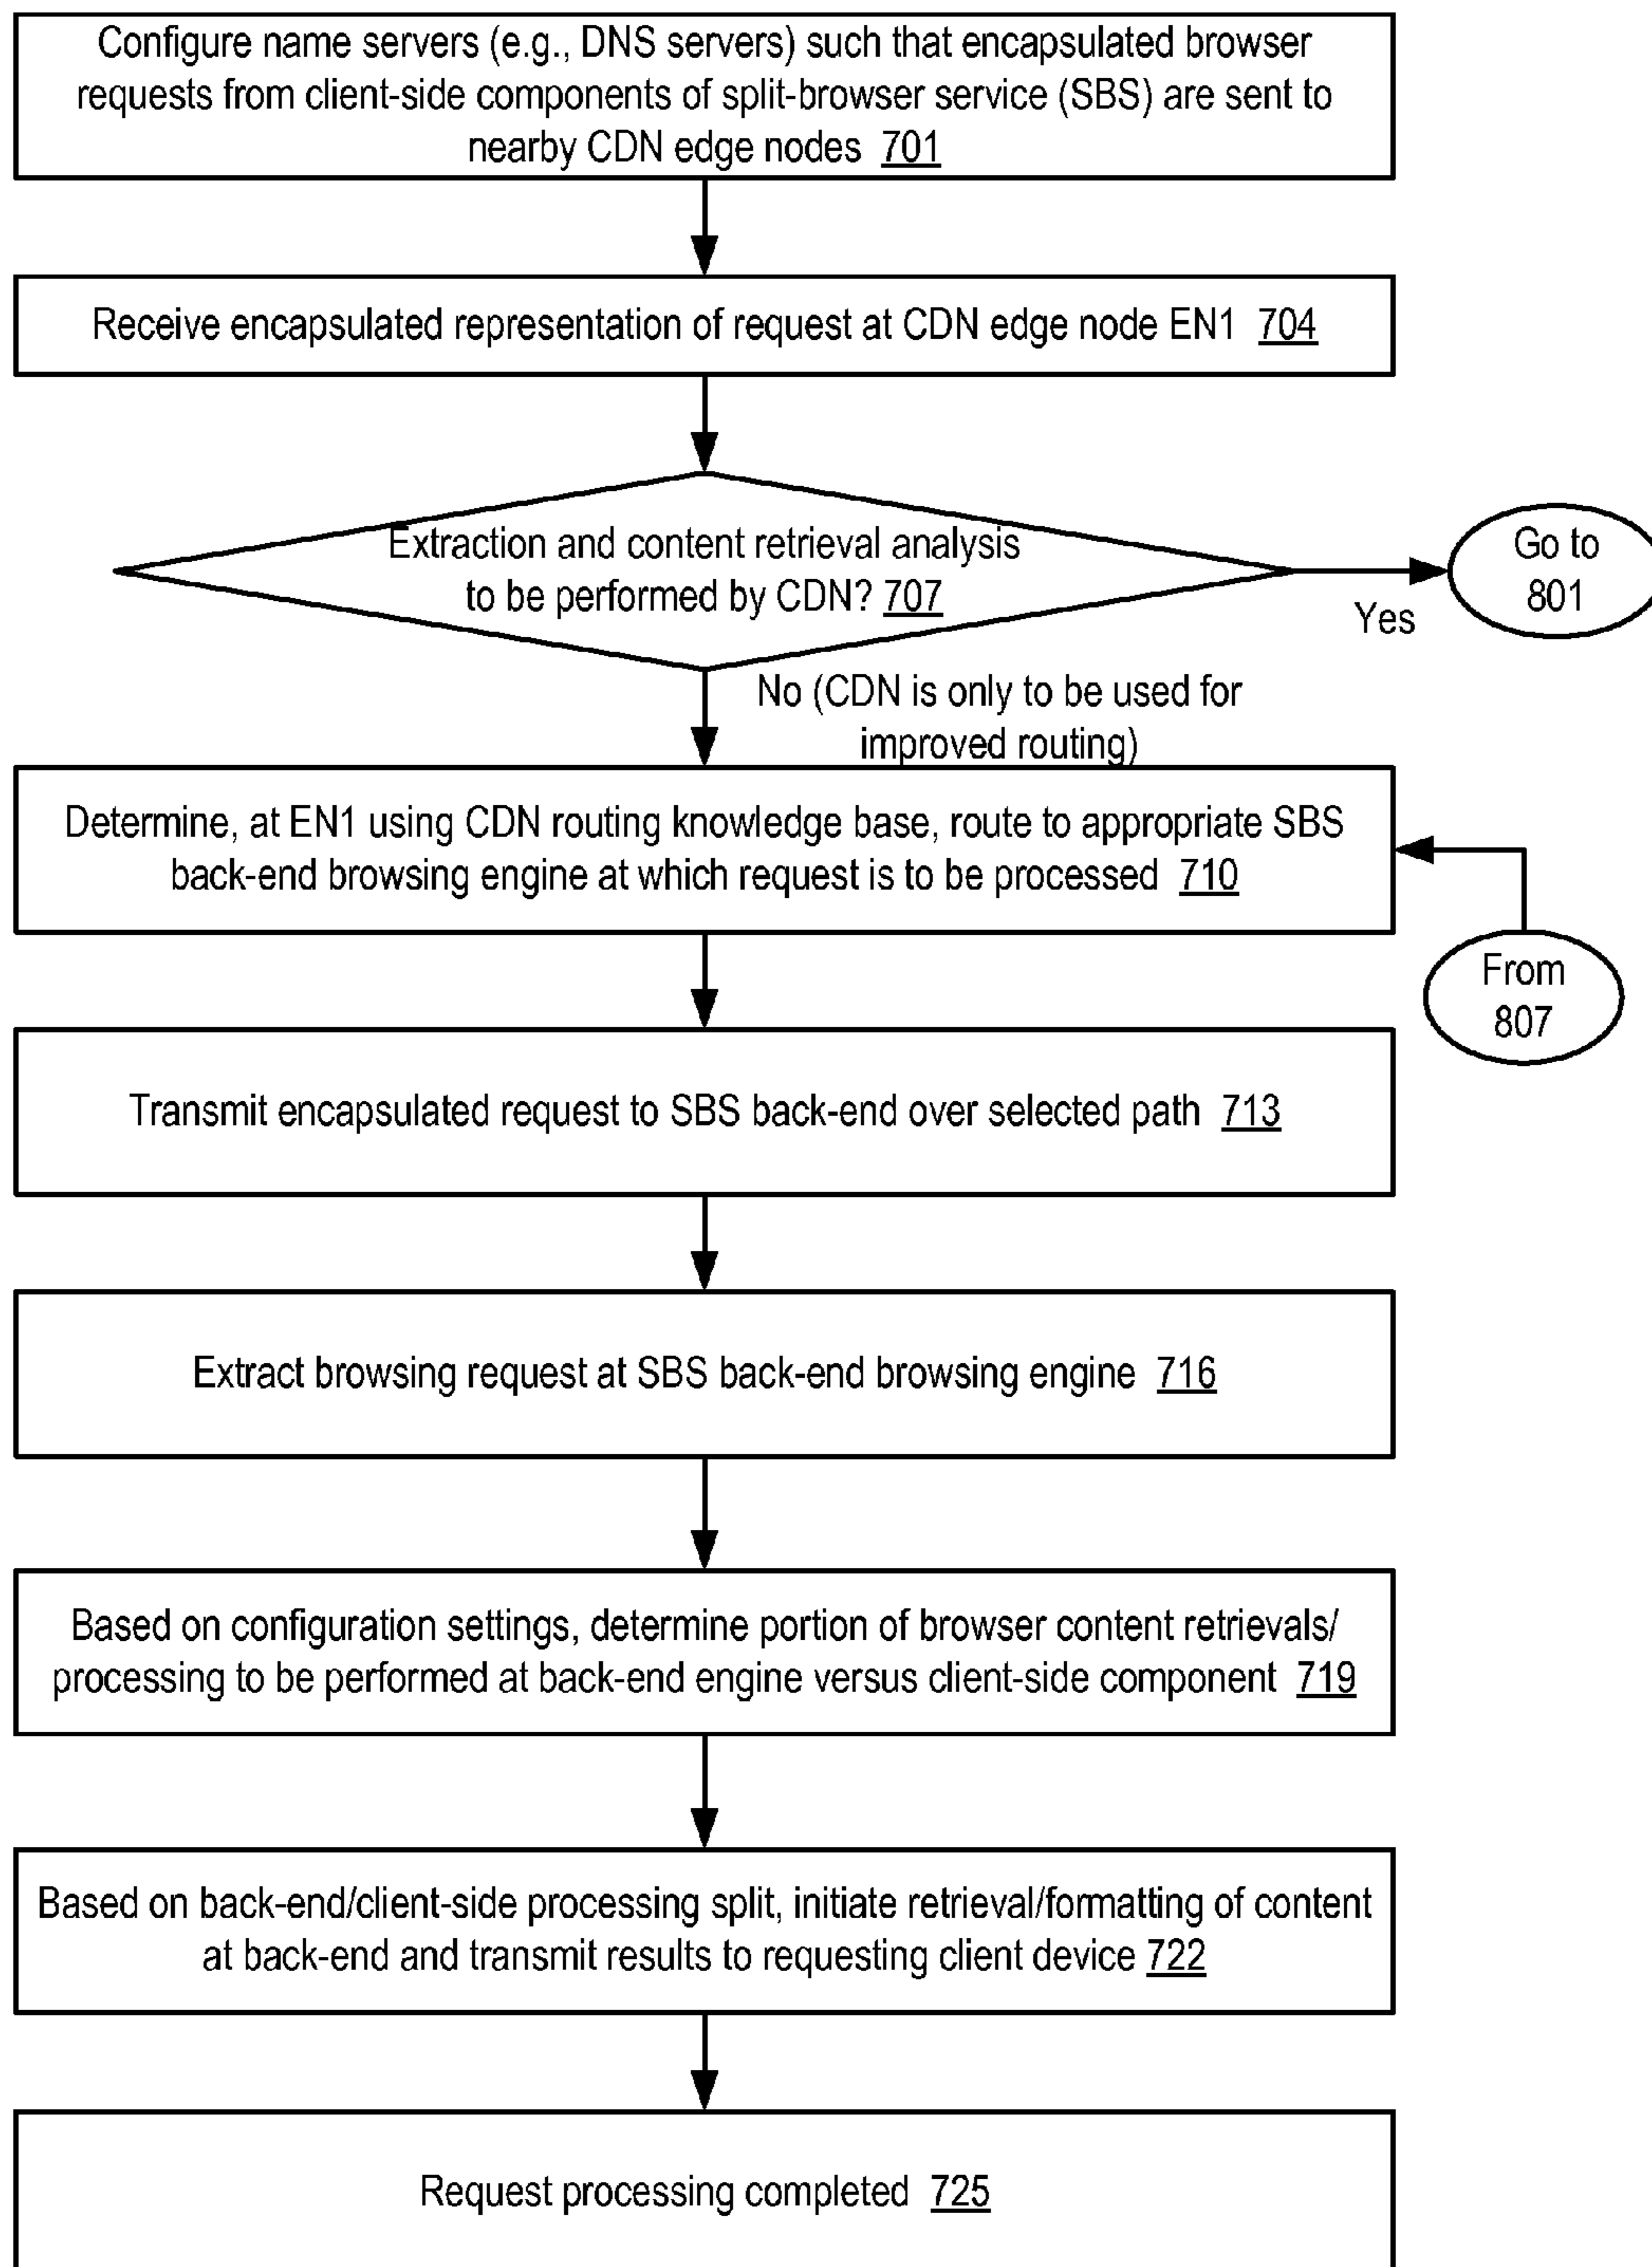 Configure name servers (e.g., DNS servers) such that encapsulated browser
requests from client-side components of split-browser service (SBS) are sent to
nearby CDN edge nodes 701
Receive encapsulated representation of request at CDN edge node EN1 704
Extraction and content retrieval analysis
to be performed by CDN? 707
Go to
801
Yes
No (CDN is only to be used for
improved routing)
Determine, at EN1 using CDN routing knowledge base, route to appropriate SBS
back-end browsing engine at which request is to be processed 710
From
807
Transmit encapsulated request to SBS back-end over selected path 713
Extract browsing request at SBS back-end browsing engine 716
Based on configuration settings, determine portion of browser content retrievals/
processing to be performed at back-end engine versus client-side component 719
Based on back-end/client-side processing split, initiate retrieval/formatting of content
at back-end and transmit results to requesting client device 722
Request processing completed 725